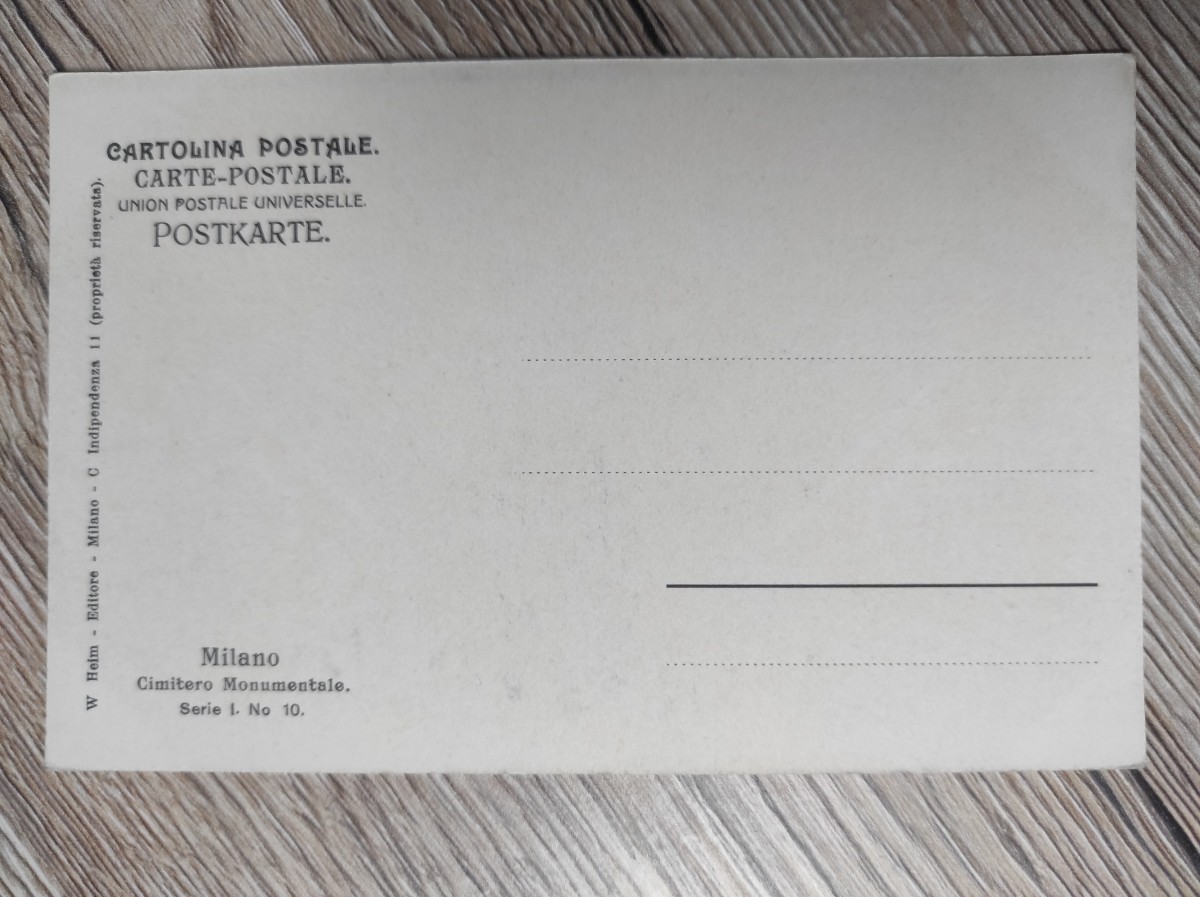 CARTOLINA POSTALE.
CARTE-POSTALE.
UNION POSTALE UNIVERSELLE.
POSTKARTE.
W Heim - Editore - Milano - C Indipendenza 11 (proprietà riservata).
Milano
Cimitero Monumentale.
Serie I. No 10.